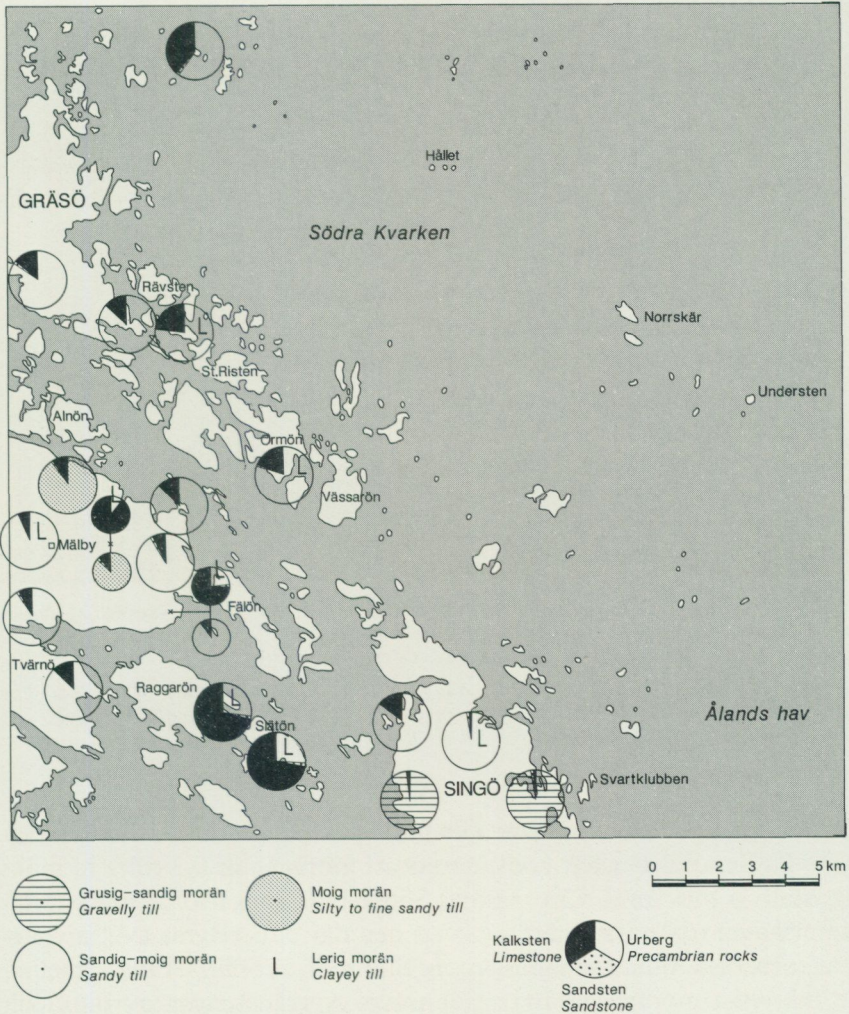 Hållet
GRÄSÖ
Södra Kvarken
Rävsten
L
Norrskär
St.Risten
Understen
Alnön
Örmön
L
Vässarön
L
L
Mälby
L
Fälön
Tvärnö
Raggarön
L
Slätön
L
Ålands hav
L
SINGÖ
Svartklubben
0 1 2 3 4 5 km
Grusig-sandig morän
Gravelly till
Moig morän
Silty to fine sandy till
Sandig-moig morän
Sandy till
L
Lerig morän
Clayey till
Kalksten
Limestone
Urberg
Precambrian rocks
Sandsten
Sandstone